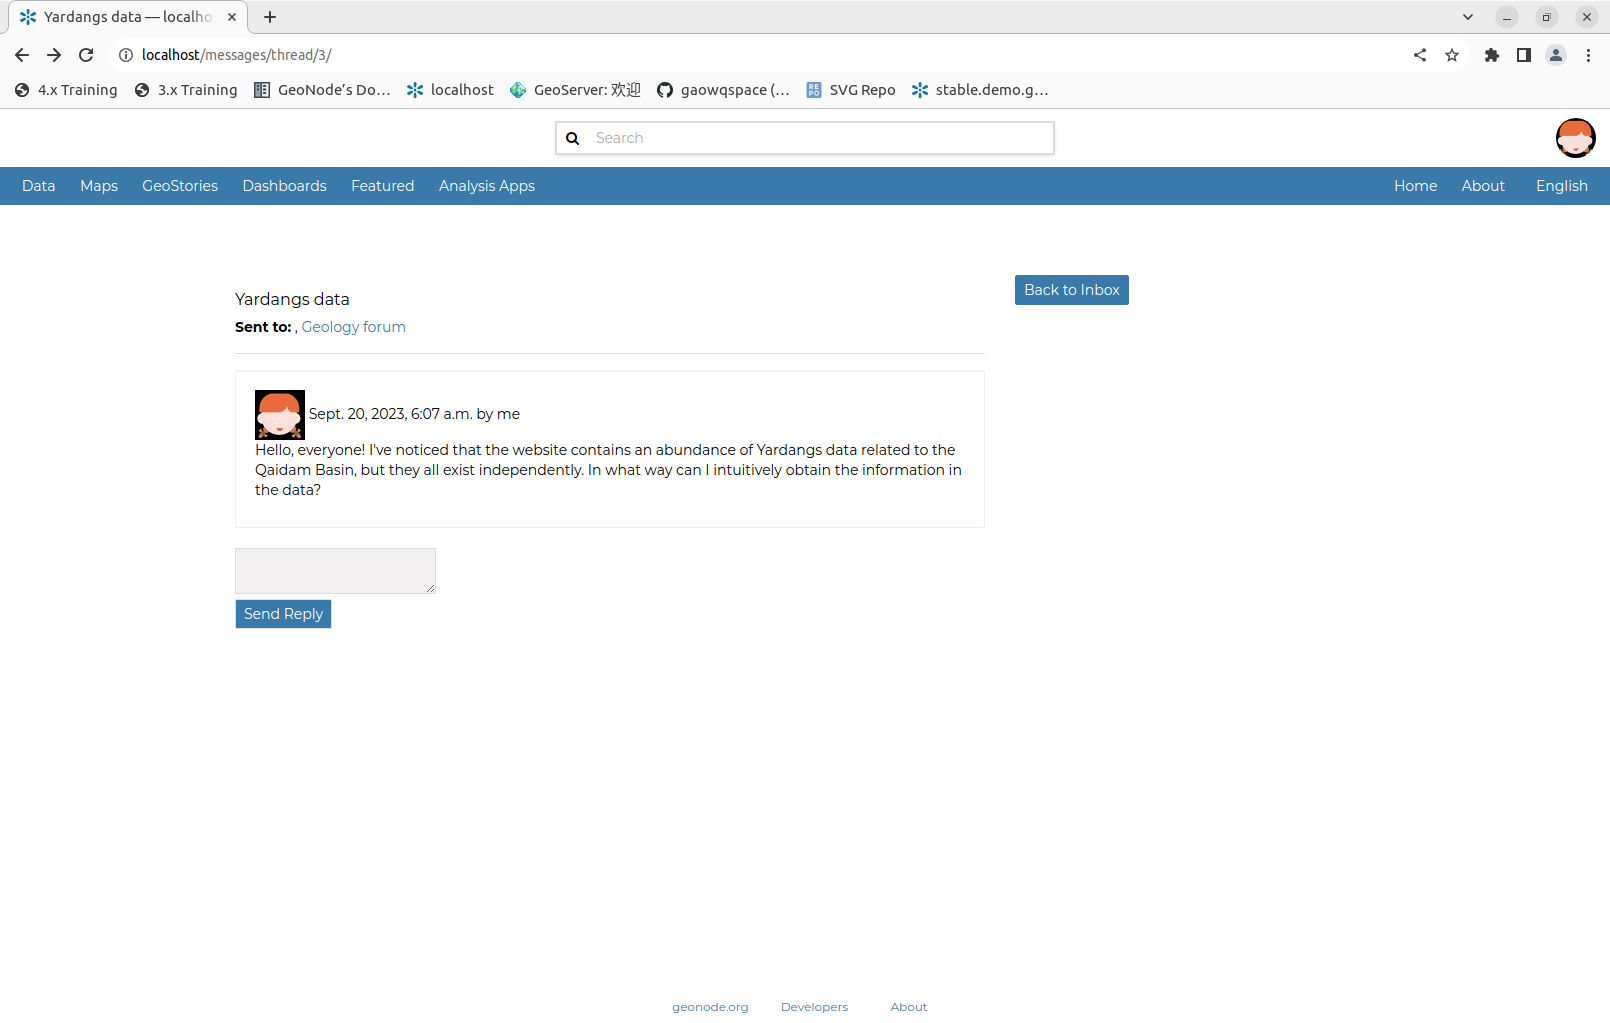 Yardangs data — localho
localhost/messages/thread/3/
4.x Training 3.x Training GeoNode’s Do… localhost GeoServer: 欢迎 gaowqspace (… SVG Repo stable.demo.g…
Search
Data Maps GeoStories Dashboards Featured Analysis Apps Home About English
Yardangs data
Back to Inbox
Sent to: , Geology forum
Sept. 20, 2023, 6:07 a.m. by me
Hello, everyone! I've noticed that the website contains an abundance of Yardangs data related to the
Qaidam Basin, but they all exist independently. In what way can I intuitively obtain the information in
the data?
Send Reply
geonode.org Developers About